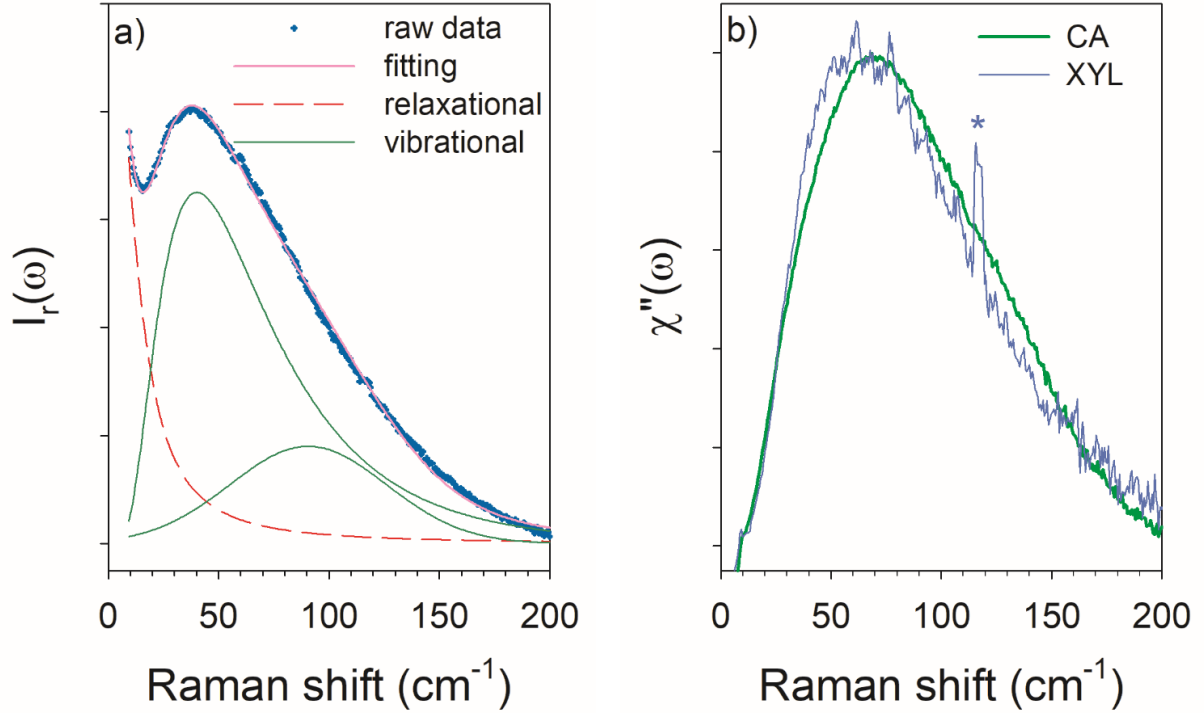 a)
raw data
fitting
relaxational
vibrational
I_r(ω)
0 50 100 150 200
Raman shift (cm⁻¹)
b)
CA
XYL
*
χ"(ω)
0 50 100 150 200
Raman shift (cm⁻¹)